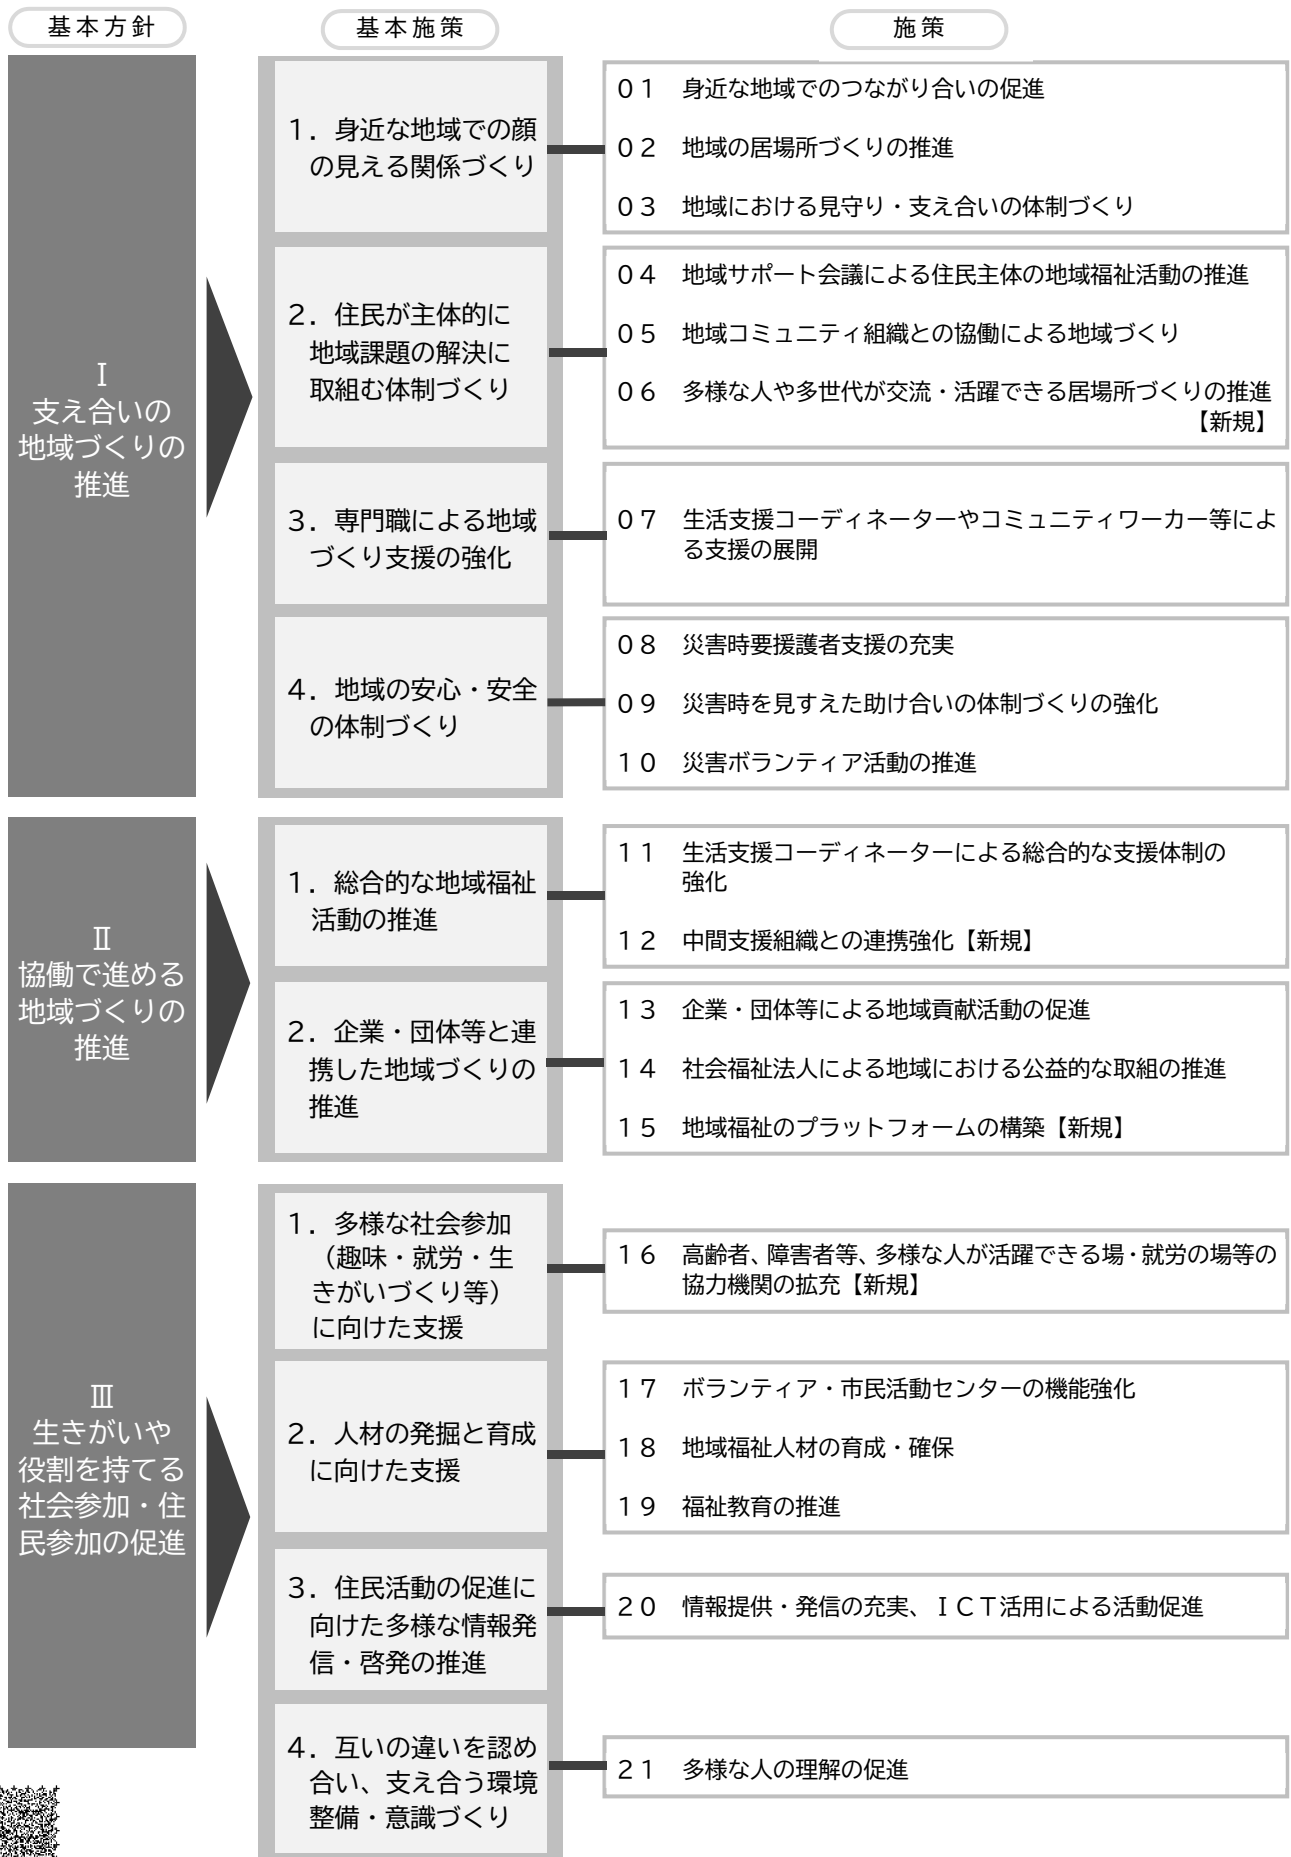 基本方針
基本施策
施策
Ⅰ
支え合いの
地域づくりの
推進
1．身近な地域での顔
の見える関係づくり
01 身近な地域でのつながり合いの促進
02 地域の居場所づくりの推進
03 地域における見守り・支え合いの体制づくり
2．住民が主体的に
地域課題の解決に
取組む体制づくり
04 地域サポート会議による住民主体の地域福祉活動の推進
05 地域コミュニティ組織との協働による地域づくり
06 多様な人や多世代が交流・活躍できる居場所づくりの推進
【新規】
3．専門職による地域
づくり支援の強化
07 生活支援コーディネーターやコミュニティワーカー等によ
る支援の展開
4．地域の安心・安全
の体制づくり
08 災害時要援護者支援の充実
09 災害時を見すえた助け合いの体制づくりの強化
10 災害ボランティア活動の推進
Ⅱ
協働で進める
地域づくりの
推進
1．総合的な地域福祉
活動の推進
11 生活支援コーディネーターによる総合的な支援体制の
強化
12 中間支援組織との連携強化【新規】
2．企業・団体等と連
携した地域づくりの
推進
13 企業・団体等による地域貢献活動の促進
14 社会福祉法人による地域における公益的な取組の推進
15 地域福祉のプラットフォームの構築【新規】
Ⅲ
生きがいや
役割を持てる
社会参加・住
民参加の促進
1．多様な社会参加
（趣味・就労・生
きがいづくり等）
に向けた支援
16 高齢者、障害者等、多様な人が活躍できる場・就労の場等の
協力機関の拡充【新規】
2．人材の発掘と育成
に向けた支援
17 ボランティア・市民活動センターの機能強化
18 地域福祉人材の育成・確保
19 福祉教育の推進
3．住民活動の促進に
向けた多様な情報発
信・啓発の推進
20 情報提供・発信の充実、ＩＣＴ活用による活動促進
4．互いの違いを認め
合い、支え合う環境
整備・意識づくり
21 多様な人の理解の促進